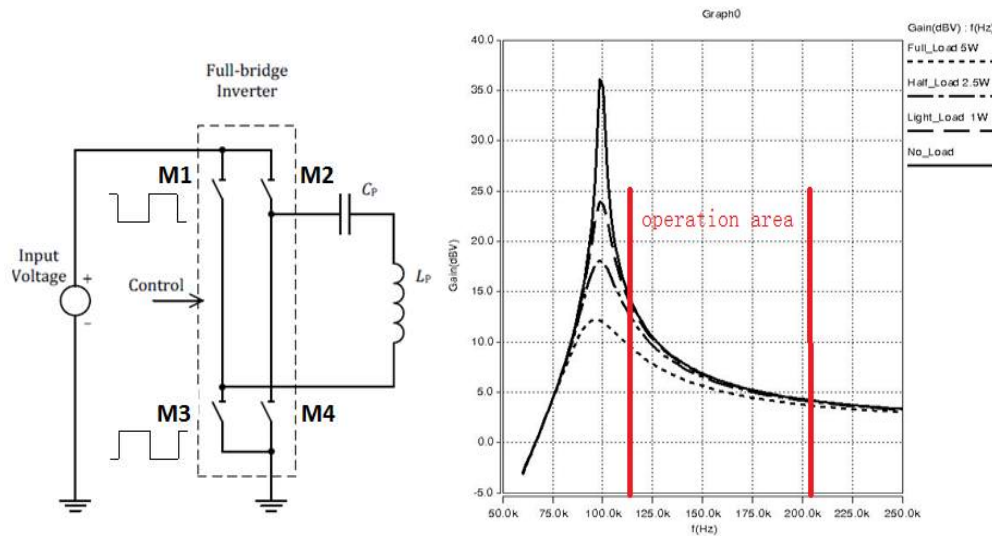 Full-bridge
Inverter
M1
M2
C_P
Input
Voltage
+
-
Control
L_P
M3
M4
Graph0
Gain(dBV) : f(Hz)
Full_Load 5W
Half_Load 2.5W
Light_Load 1W
No_Load
operation area
Gain(dBV)
40.0
35.0
30.0
25.0
20.0
15.0
10.0
5.0
0.0
-5.0
50.0k 75.0k 100.0k 125.0k 150.0k 175.0k 200.0k 225.0k 250.0k
f(Hz)